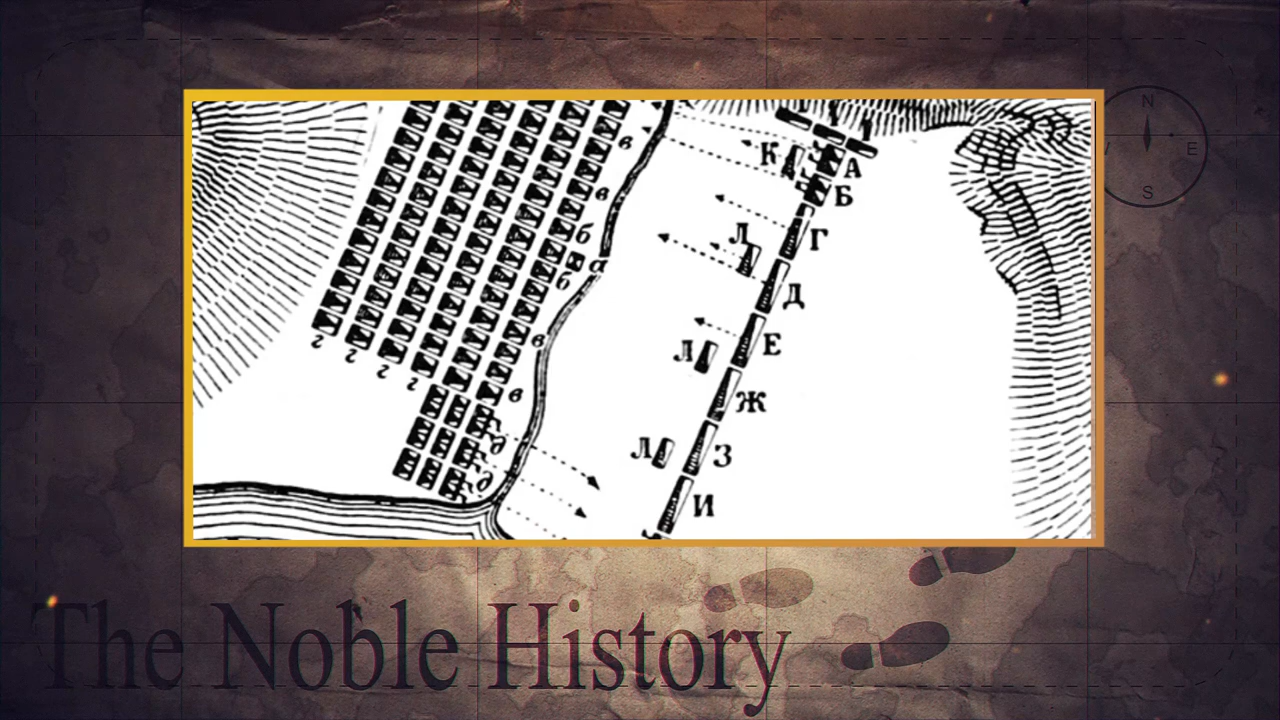 N
E
S
К
А
Б
Г
Л
Д
Е
Л
Ж
Л
З
И
в
в
б
а
б
в
в
г
г
г
г
д
д
The Noble History